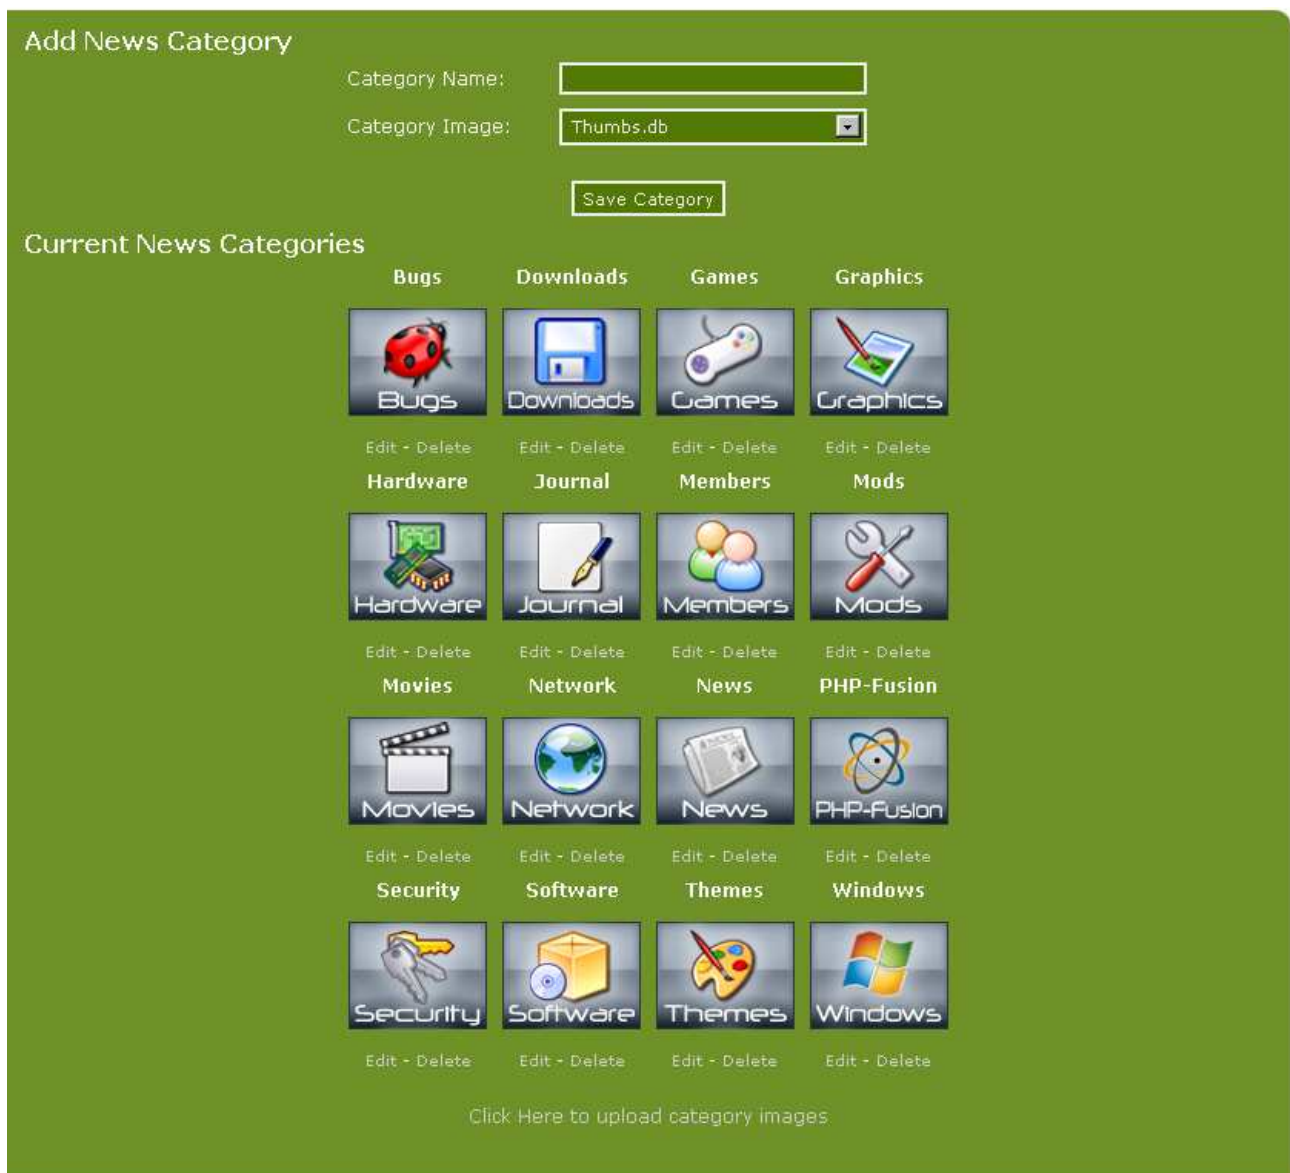 Add News Category
Category Name:
Category Image: Thumbs.db
Save Category
Current News Categories
Bugs Downloads Games Graphics
Bugs Downloads Games Graphics
Edit - Delete Edit - Delete Edit - Delete Edit - Delete
Hardware Journal Members Mods
Hardware Journal Members Mods
Edit - Delete Edit - Delete Edit - Delete Edit - Delete
Movies Network News PHP-Fusion
Movies Network News PHP-Fusion
Edit - Delete Edit - Delete Edit - Delete Edit - Delete
Security Software Themes Windows
Security Software Themes Windows
Edit - Delete Edit - Delete Edit - Delete Edit - Delete
Click Here to upload category images